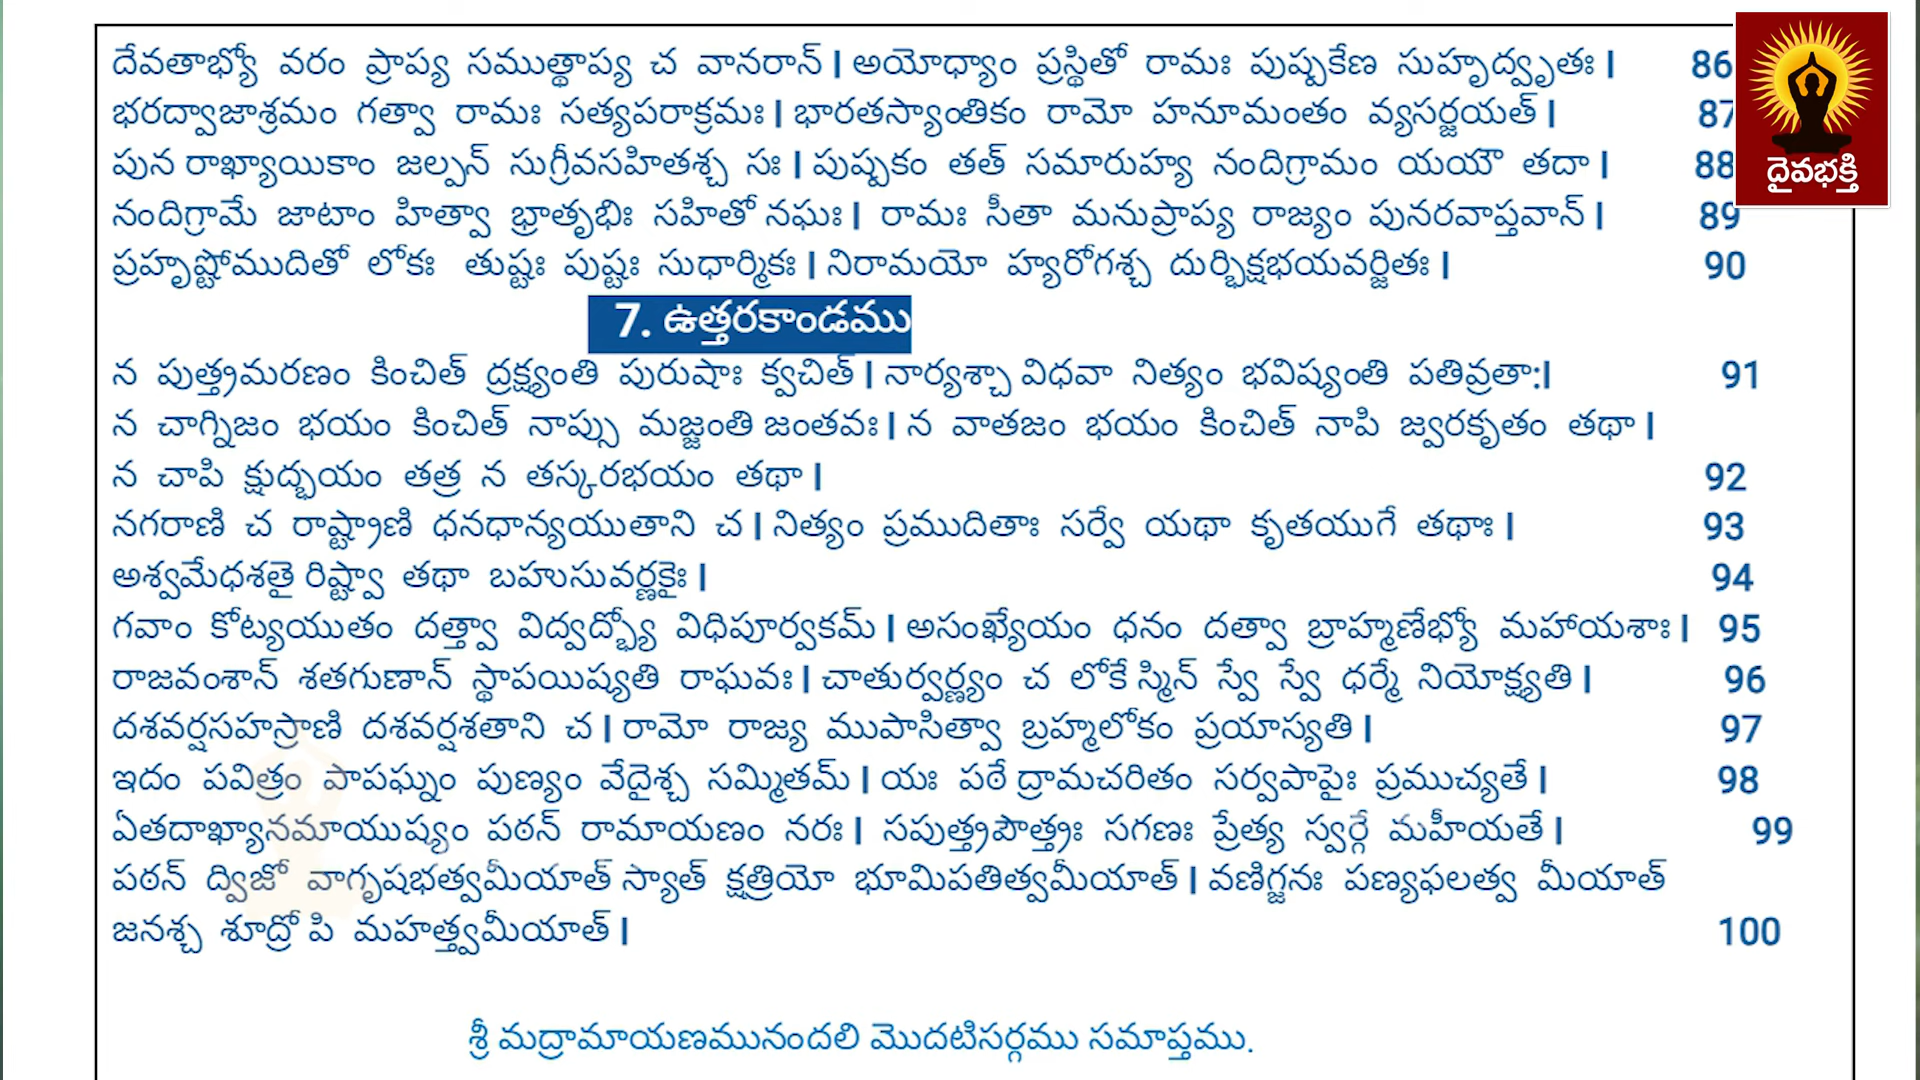 దేవతాభ్యో వరం ప్రాప్య సముత్థాప్య చ వానరాన్ | అయోధ్యాం ప్రస్థితో రామః పుష్పకేణ సుహృద్వృతః | 86
భరద్వాజాశ్రమం గత్వా రామః సత్యపరాక్రమః | భారతస్యాంతికం రామో హనూమంతం వ్యసర్జయత్ | 87
పున రాఖ్యాయికాం జల్పన్ సుగ్రీవసహితశ్చ సః | పుష్పకం తత్ సమారుహ్య నందిగ్రామం యయౌ తదా | 88
నందిగ్రామే జాటాం హిత్వా భ్రాతృభిః సహితో నఘః | రామః సీతా మనుప్రాప్య రాజ్యం పునరవాప్తవాన్ | 89
ప్రహృష్టోముదితో లోకః తుష్టః పుష్టః సుధార్మికః | నిరామయో హ్యరోగశ్చ దుర్భిక్షభయవర్జితః | 90
7. ఉత్తరకాండము
న పుత్త్రమరణం కించిత్ ద్రక్ష్యంతి పురుషాః క్వచిత్ | నార్యశ్చా విధవా నిత్యం భవిష్యంతి పతివ్రతా:| 91
న చాగ్నిజం భయం కించిత్ నాప్సు మజ్జంతి జంతవః | న వాతజం భయం కించిత్ నాపి జ్వరకృతం తథా |
న చాపి క్షుద్భయం తత్ర న తస్కరభయం తథా | 92
నగరాణి చ రాష్ట్రాణి ధనధాన్యయుతాని చ | నిత్యం ప్రముదితాః సర్వే యథా కృతయుగే తథాః | 93
అశ్వమేధశతై రిష్ట్వా తథా బహుసువర్ణకైః | 94
గవాం కోట్యయుతం దత్త్వా విద్వద్భ్యో విధిపూర్వకమ్ | అసంఖ్యేయం ధనం దత్వా బ్రాహ్మణేభ్యో మహాయశాః | 95
రాజవంశాన్ శతగుణాన్ స్థాపయిష్యతి రాఘవః | చాతుర్వర్ణ్యం చ లోకే స్మిన్ స్వే స్వే ధర్మే నియోక్ష్యతి | 96
దశవర్షసహస్రాణి దశవర్షశతాని చ | రామో రాజ్య ముపాసిత్వా బ్రహ్మలోకం ప్రయాస్యతి | 97
ఇదం పవిత్రం పాపఘ్నం పుణ్యం వేదైశ్చ సమ్మితమ్ | యః పఠే ద్రామచరితం సర్వపాపైః ప్రముచ్యతే | 98
ఏతదాఖ్యానమాయుష్యం పఠన్ రామాయణం నరః | సపుత్త్రపౌత్త్రః సగణః ప్రేత్య స్వర్గే మహీయతే | 99
పఠన్ ద్విజో వాగృషభత్వమీయాత్ స్యాత్ క్షత్రియో భూమిపతిత్వమీయాత్ | వణిగ్జనః పణ్యఫలత్వ మీయాత్
జనశ్చ శూద్రో పి మహత్త్వమీయాత్ | 100
శ్రీ మద్రామాయణమునందలి మొదటిసర్గము సమాప్తము.
దైవభక్తి